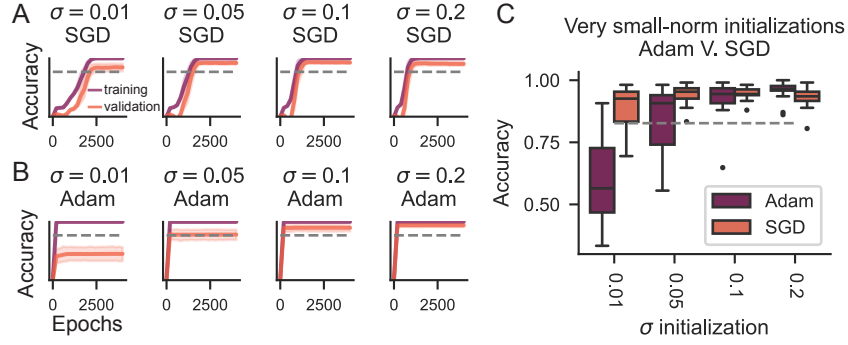 A
σ = 0.01
SGD
σ = 0.05
SGD
σ = 0.1
SGD
σ = 0.2
SGD
Accuracy
training
validation
0 2500
0 2500
0 2500
0 2500
B
σ = 0.01
Adam
σ = 0.05
Adam
σ = 0.1
Adam
σ = 0.2
Adam
Accuracy
0 2500
0 2500
0 2500
0 2500
Epochs
C
Very small-norm initializations
Adam V. SGD
Accuracy
1.00
0.75
0.50
Adam
SGD
0.01
0.05
0.1
0.2
σ initialization